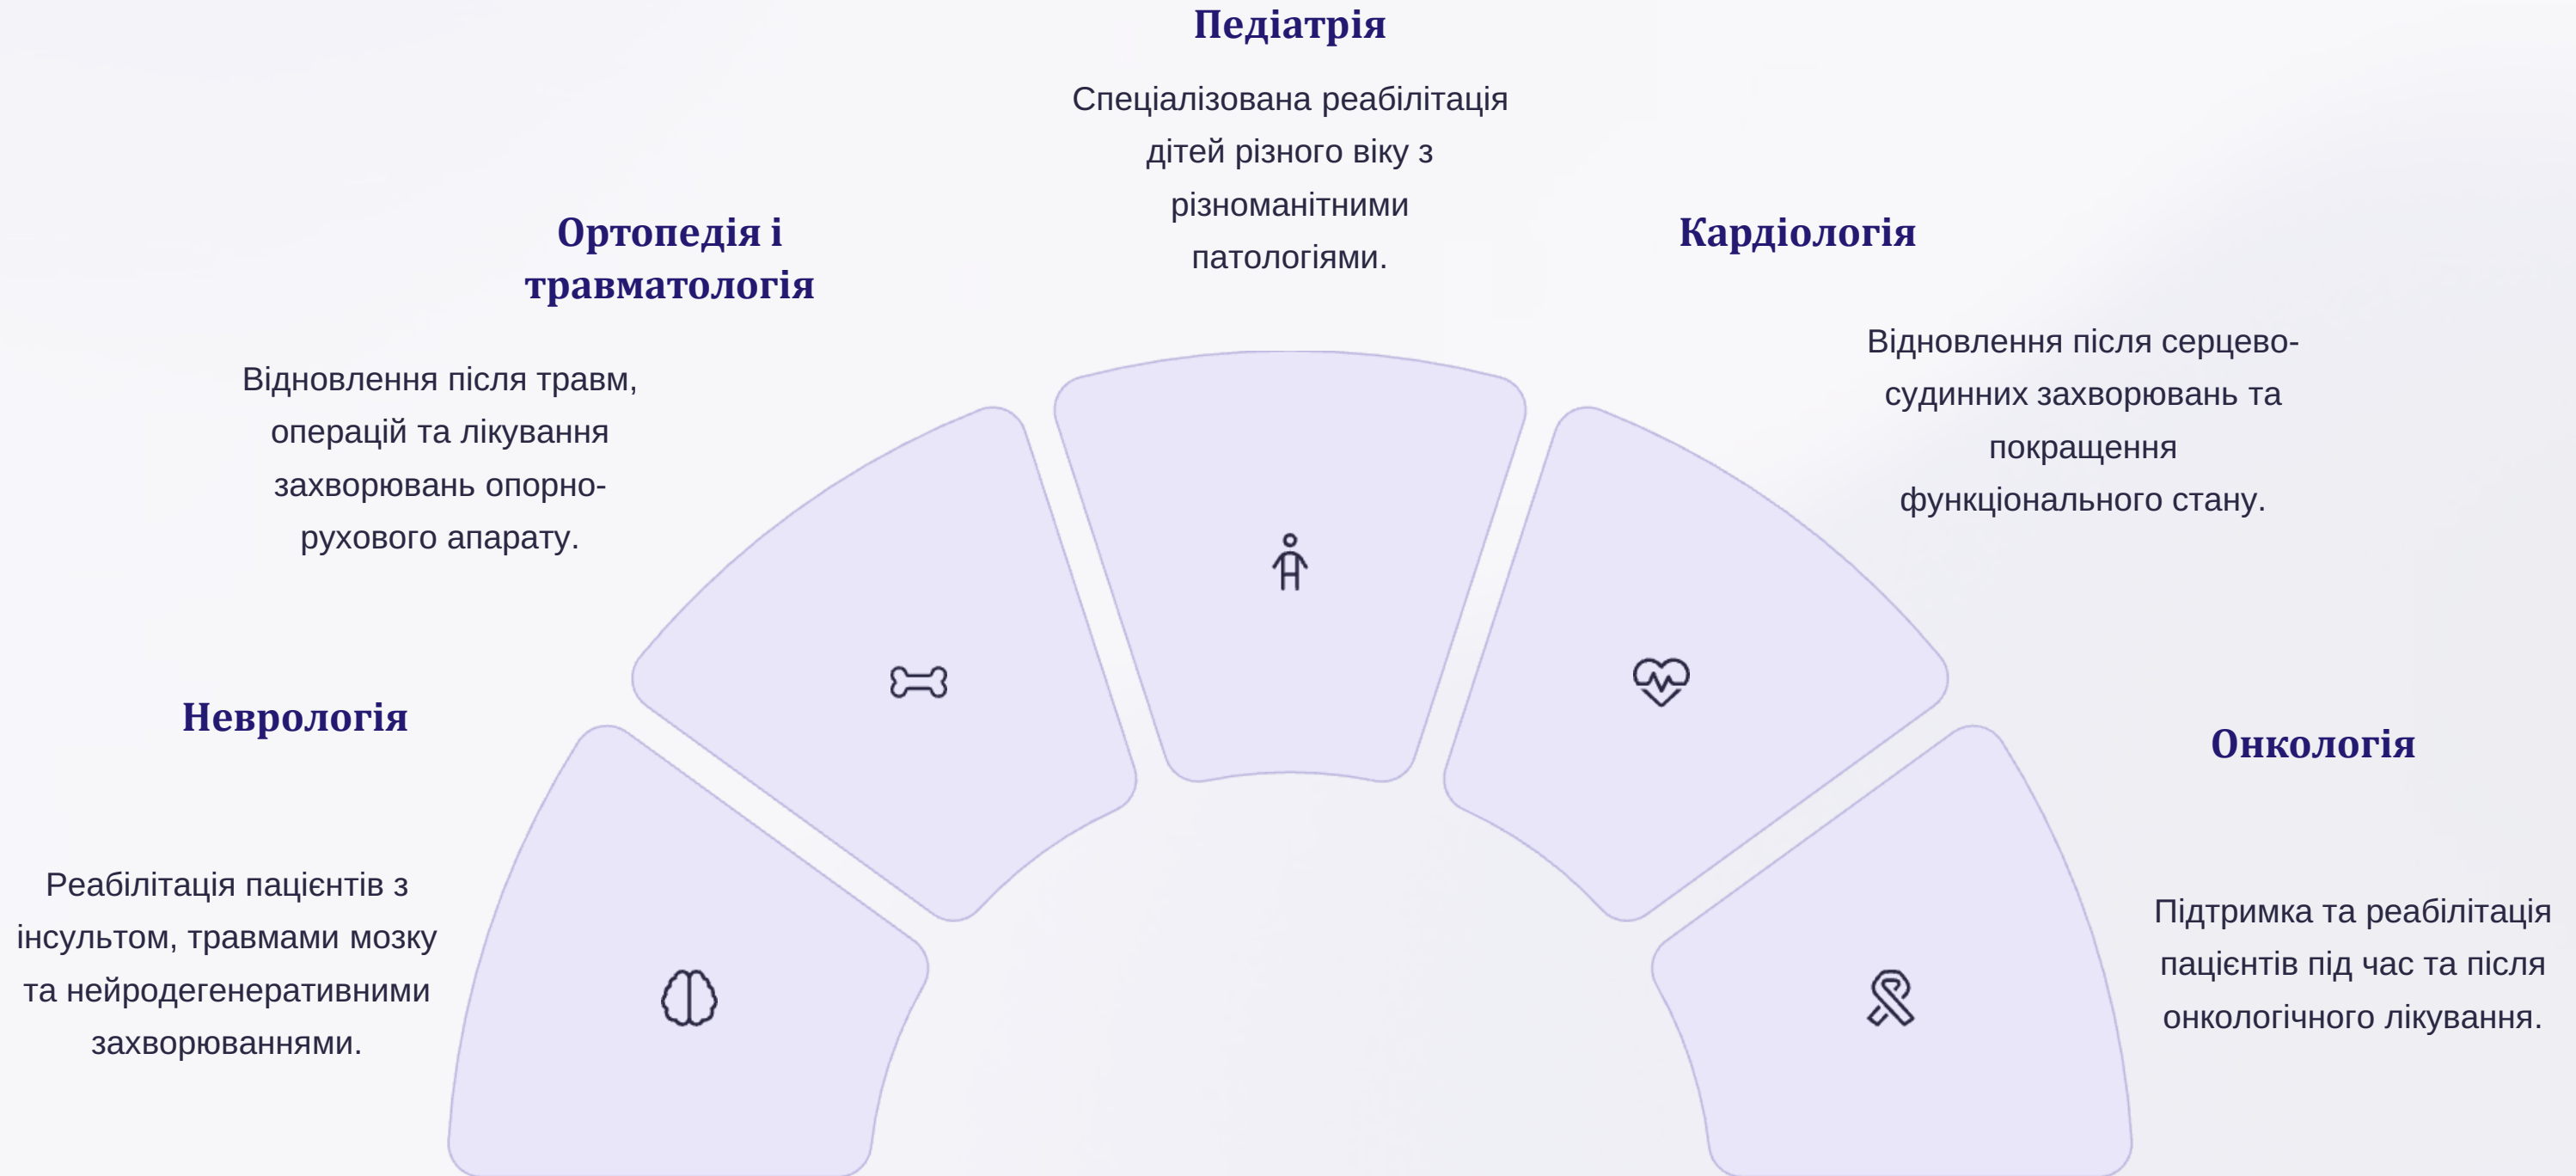 Педіатрія
Спеціалізована реабілітація
дітей різного віку з
різноманітними
патологіями.
Ортопедія і
травматологія
Відновлення після травм,
операцій та лікування
захворювань опорно-
рухового апарату.
Кардіологія
Відновлення після серцево-
судинних захворювань та
покращення
функціонального стану.
Неврологія
Реабілітація пацієнтів з
інсультом, травмами мозку
та нейродегенеративними
захворюваннями.
Онкологія
Підтримка та реабілітація
пацієнтів під час та після
онкологічного лікування.